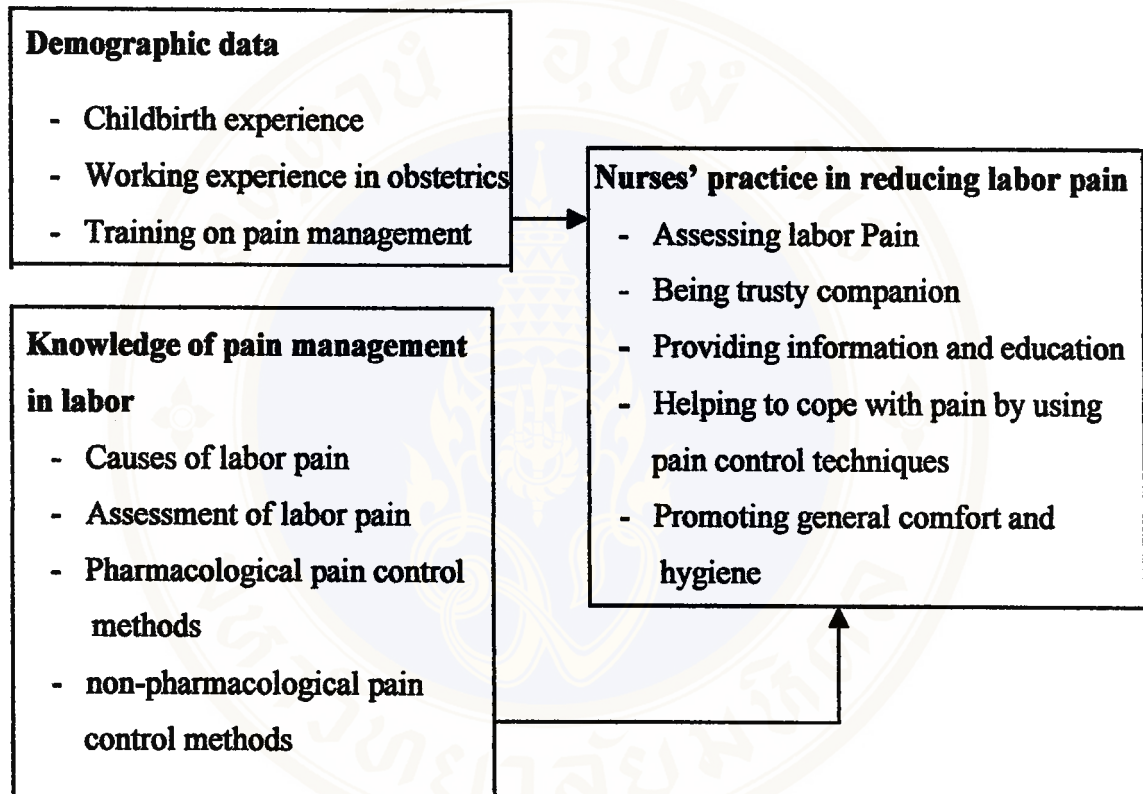 Demographic data
- Childbirth experience
- Working experience in obstetrics
- Training on pain management
Knowledge of pain management
in labor
- Causes of labor pain
- Assessment of labor pain
- Pharmacological pain control
methods
- non-pharmacological pain
control methods
Nurses’ practice in reducing labor pain
- Assessing labor Pain
- Being trusty companion
- Providing information and education
- Helping to cope with pain by using
pain control techniques
- Promoting general comfort and
hygiene